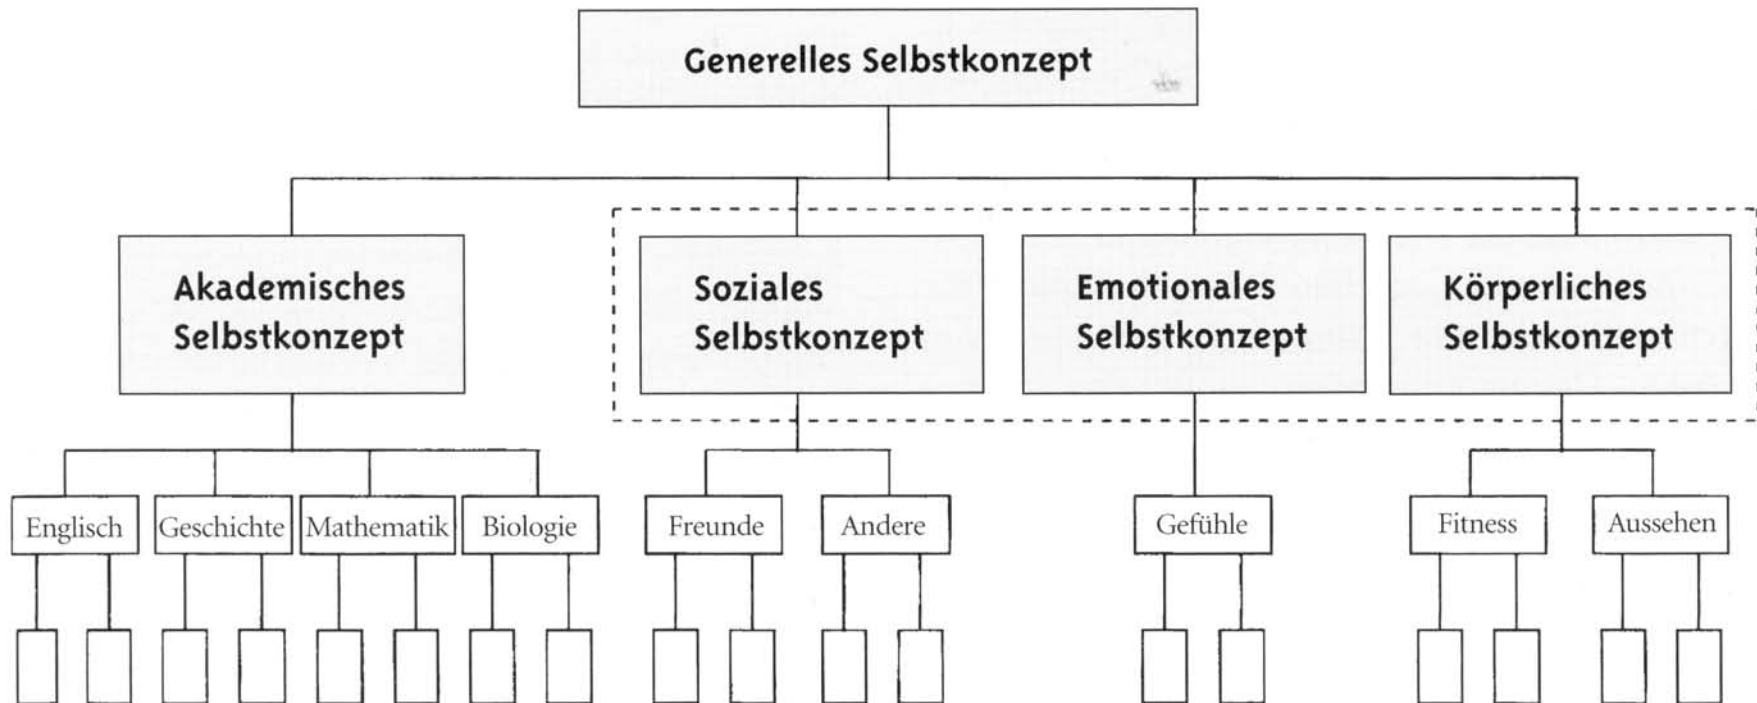 Generelles Selbstkonzept
Akademisches
Selbstkonzept
Soziales
Selbstkonzept
Emotionales
Selbstkonzept
Körperliches
Selbstkonzept
Englisch
Geschichte
Mathematik
Biologie
Freunde
Andere
Gefühle
Fitness
Aussehen